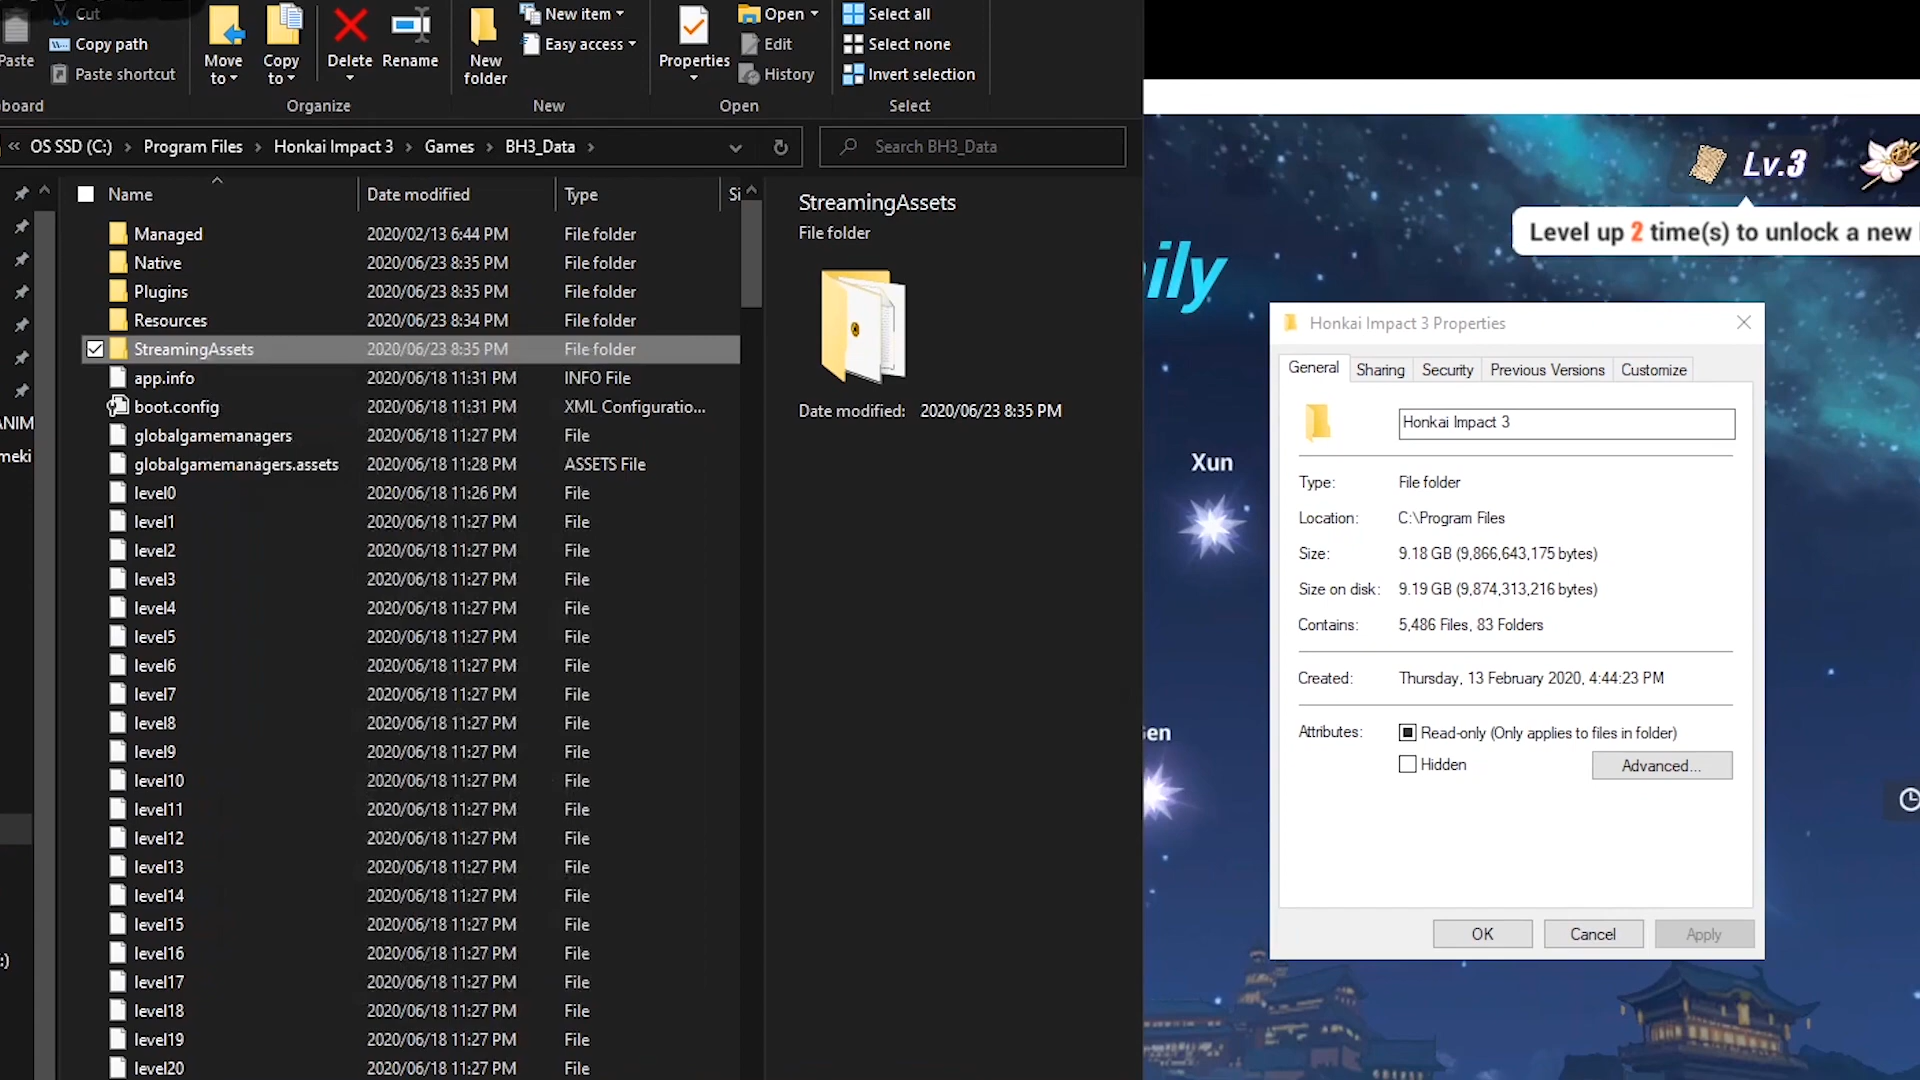 Cut
Copy path
Paste
Paste shortcut
board
Move to
Copy to
Delete
Rename
Organize
New folder
New item
Easy access
New
Properties
Open
Edit
History
Open
Select all
Select none
Invert selection
Select
« OS SSD (C:) › Program Files › Honkai Impact 3 › Games › BH3_Data ›
Search BH3_Data
Name Date modified Type Si
Managed 2020/02/13 6:44 PM File folder
Native 2020/06/23 8:35 PM File folder
Plugins 2020/06/23 8:35 PM File folder
Resources 2020/06/23 8:34 PM File folder
StreamingAssets 2020/06/23 8:35 PM File folder
app.info 2020/06/18 11:31 PM INFO File
boot.config 2020/06/18 11:31 PM XML Configuratio...
globalgamemanagers 2020/06/18 11:27 PM File
globalgamemanagers.assets 2020/06/18 11:28 PM ASSETS File
level0 2020/06/18 11:26 PM File
level1 2020/06/18 11:27 PM File
level2 2020/06/18 11:27 PM File
level3 2020/06/18 11:27 PM File
level4 2020/06/18 11:27 PM File
level5 2020/06/18 11:27 PM File
level6 2020/06/18 11:27 PM File
level7 2020/06/18 11:27 PM File
level8 2020/06/18 11:27 PM File
level9 2020/06/18 11:27 PM File
level10 2020/06/18 11:27 PM File
level11 2020/06/18 11:27 PM File
level12 2020/06/18 11:27 PM File
level13 2020/06/18 11:27 PM File
level14 2020/06/18 11:27 PM File
level15 2020/06/18 11:27 PM File
level16 2020/06/18 11:27 PM File
level17 2020/06/18 11:27 PM File
level18 2020/06/18 11:27 PM File
level19 2020/06/18 11:27 PM File
level20 2020/06/18 11:27 PM File
ANIM
meki
:)
StreamingAssets
File folder
Date modified: 2020/06/23 8:35 PM
Lv.3
Level up 2 time(s) to unlock a new
ily
Xun
en
Honkai Impact 3 Properties
General Sharing Security Previous Versions Customize
Honkai Impact 3
Type: File folder
Location: C:\Program Files
Size: 9.18 GB (9,866,643,175 bytes)
Size on disk: 9.19 GB (9,874,313,216 bytes)
Contains: 5,486 Files, 83 Folders
Created: Thursday, 13 February 2020, 4:44:23 PM
Attributes: Read-only (Only applies to files in folder)
Hidden
Advanced...
OK Cancel Apply